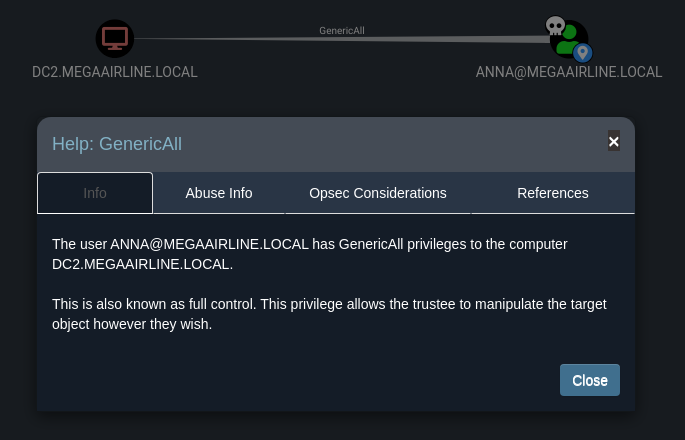 GenericAll
DC2.MEGAAIRLINE.LOCAL
ANNA@MEGAAIRLINE.LOCAL
Help: GenericAll
×
Info
Abuse Info
Opsec Considerations
References
The user ANNA@MEGAAIRLINE.LOCAL has GenericAll privileges to the computer
DC2.MEGAAIRLINE.LOCAL.
This is also known as full control. This privilege allows the trustee to manipulate the target
object however they wish.
Close